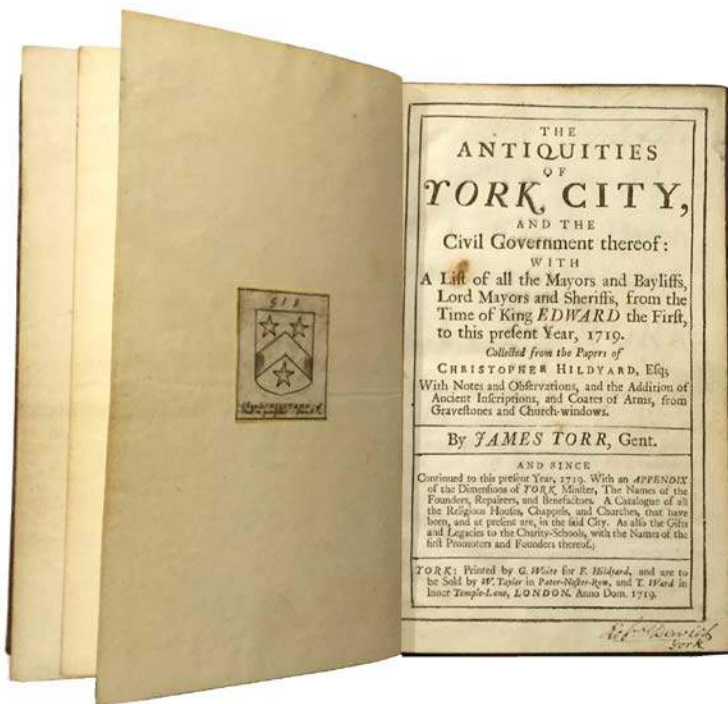 THE
ANTIQUITIES
OF
YORK CITY,
AND THE
Civil Government thereof:
WITH
A List of all the Mayors and Bayliffs,
Lord Mayors and Sheriffs, from the
Time of King EDWARD the First,
to this present Year, 1719.
Collected from the Papers of
CHRISTOPHER HILDYARD, Esq;
With Notes and Observations, and the Addition of
Ancient Inscriptions, and Coates of Arms, from
Gravestones and Church-windows.
By JAMES TORR, Gent.
AND SINCE
Continued to this present Year, 1719. With an APPENDIX
of the Dimensions of YORK Minster, The Names of the
Founders, Repairers, and Benefactors. A Catalogue of all
the Religious Houses, Chappels, and Churches, that have
been, and at present are, in the said City. As also the Gifts
and Legacies to the Charity-Schools, with the Names of the
first Promoters and Founders thereof.
YORK: Printed by G. White for F. Hildyard, and are to
be Sold by W. Taylor in Pater-Noster-Row, and T. Ward in
Inner Temple-Lane, LONDON. Anno Dom. 1719.
York